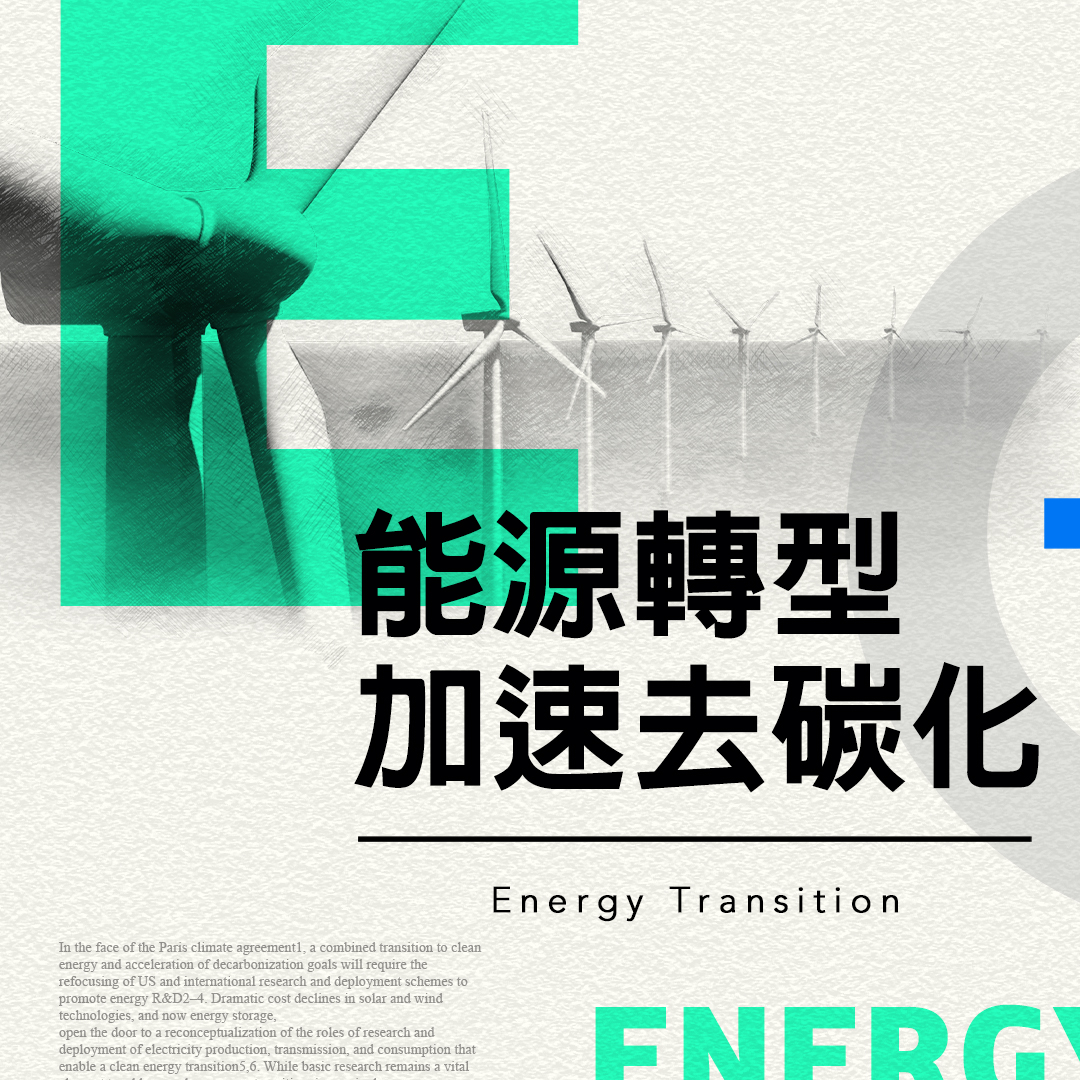 能源轉型
加速去碳化
Energy Transition
In the face of the Paris climate agreement1, a combined transition to clean
energy and acceleration of decarbonization goals will require the
refocusing of US and international research and deployment schemes to
promote energy R&D2–4. Dramatic cost declines in solar and wind
technologies, and now energy storage,
open the door to a reconceptualization of the roles of research and
deployment of electricity production, transmission, and consumption that
enable a clean energy transition5,6. While basic research remains a vital
ENERGY